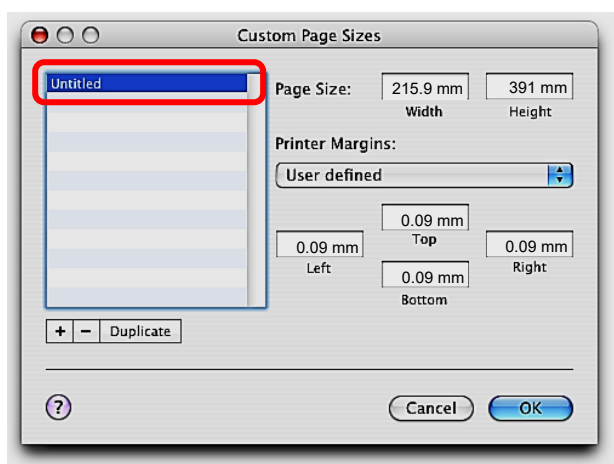 Custom Page Sizes
Untitled
Page Size:
215.9 mm
391 mm
Width
Height
Printer Margins:
User defined
0.09 mm
Top
0.09 mm
0.09 mm
Left
Right
0.09 mm
Bottom
+ − Duplicate
?
Cancel
OK